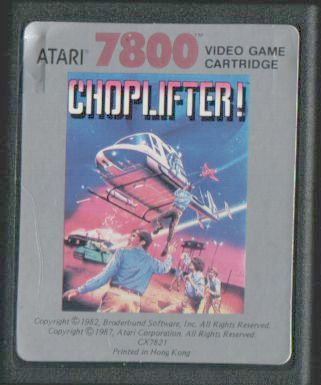 ATARI 7800™ VIDEO GAME CARTRIDGE
CHOPLIFTER!
Copyright © 1982, Broderbund Software, Inc. All Rights Reserved.
Copyright © 1987, Atari Corporation. All Rights Reserved.
CX7821
Printed in Hong Kong